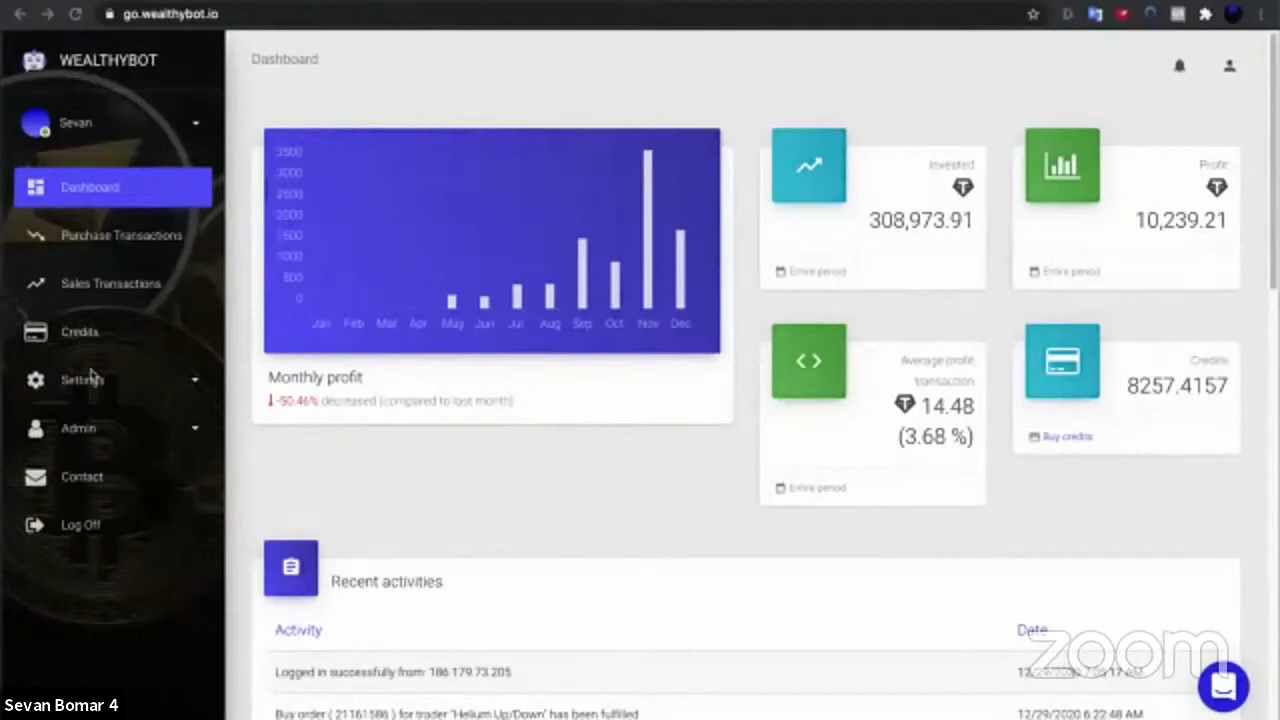 go.wealthybot.io
WEALTHYBOT
Sevan
Dashboard
Purchase Transactions
Sales Transactions
Credits
Settings
Admin
Contact
Log Off
Dashboard
3500
3000
2500
2000
1500
1000
500
0
Jan Feb Mar Apr May Jun Jul Aug Sep Oct Nov Dec
Monthly profit
-50.46% decreased (compared to last month)
Invested
308,973.91
Entire period
Profit
10,239.21
Entire period
Average profit
transaction
14.48
(3.68 %)
Entire period
Credits
8257.4157
Buy credits
Recent activities
Activity Date
Logged in successfully from: 186.179.73.205
Buy order ( 21161586 ) for trader "Helium Up/Down" has been fulfilled 12/29/2020 6:22:48 AM
zoom
Sevan Bomar 4